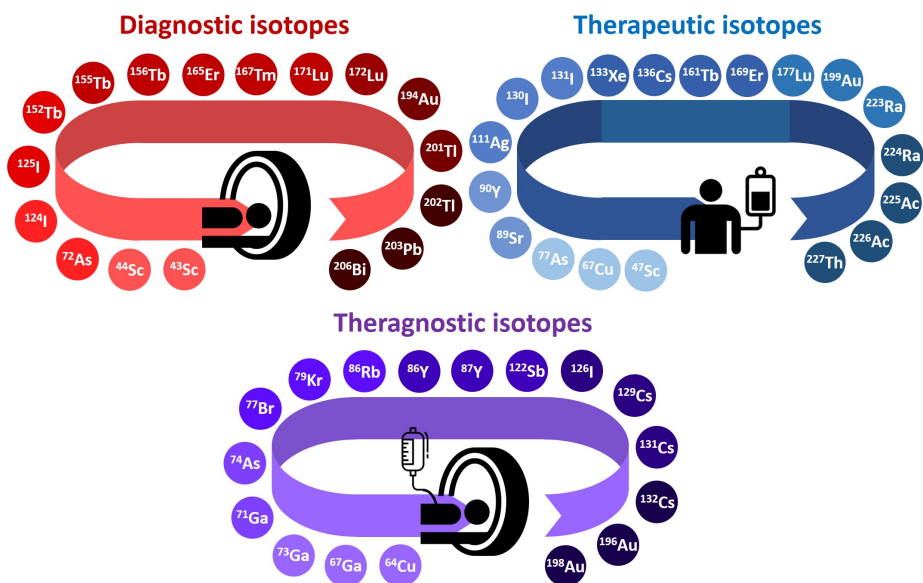 Diagnostic isotopes
⁴³Sc
⁴⁴Sc
⁷²As
¹²⁴I
¹²⁵I
¹⁵²Tb
¹⁵⁵Tb
¹⁵⁶Tb
¹⁶⁵Er
¹⁶⁷Tm
¹⁷¹Lu
¹⁷²Lu
¹⁹⁴Au
²⁰¹Tl
²⁰²Tl
²⁰³Pb
²⁰⁶Bi
Therapeutic isotopes
⁴⁷Sc
⁶⁷Cu
⁷⁷As
⁸⁹Sr
⁹⁰Y
¹¹¹Ag
¹³⁰I
¹³¹I
¹³³Xe
¹³⁶Cs
¹⁶¹Tb
¹⁶⁹Er
¹⁷⁷Lu
¹⁹⁹Au
²²³Ra
²²⁴Ra
²²⁵Ac
²²⁶Ac
²²⁷Th
Theragnostic isotopes
⁶⁴Cu
⁶⁷Ga
⁷³Ga
⁷¹Ga
⁷⁴As
⁷⁷Br
⁷⁹Kr
⁸⁶Rb
⁸⁶Y
⁸⁷Y
¹²²Sb
¹²⁶I
¹²⁹Cs
¹³¹Cs
¹³²Cs
¹⁹⁶Au
¹⁹⁸Au